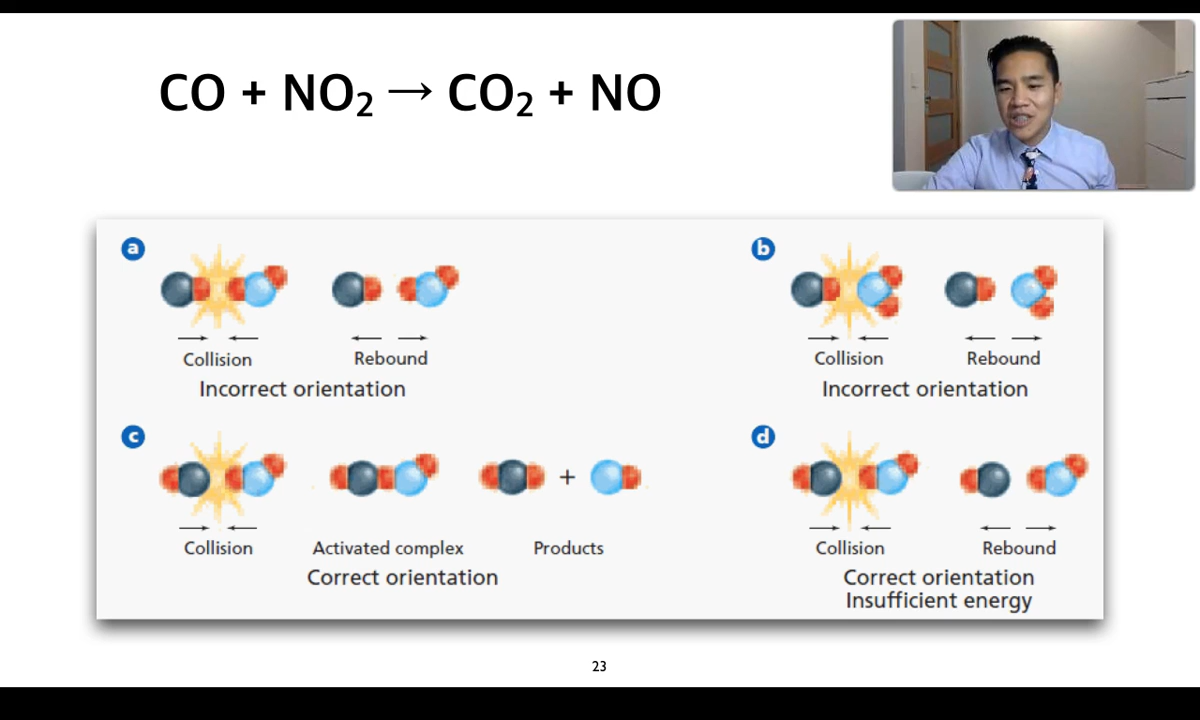 CO + NO₂ → CO₂ + NO
a
Collision
Rebound
Incorrect orientation
b
Collision
Rebound
Incorrect orientation
c
+
Collision
Activated complex
Products
Correct orientation
d
Collision
Rebound
Correct orientation
Insufficient energy
23